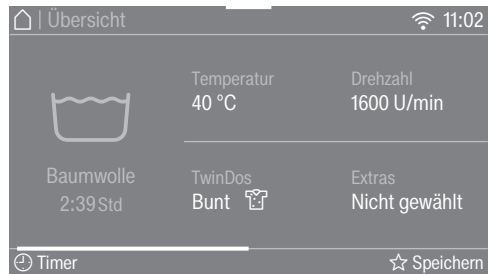 | Übersicht
11:02
Temperatur
40 °C
Drehzahl
1600 U/min
Baumwolle
2:39 Std
TwinDos
Bunt
Extras
Nicht gewählt
Timer
Speichern